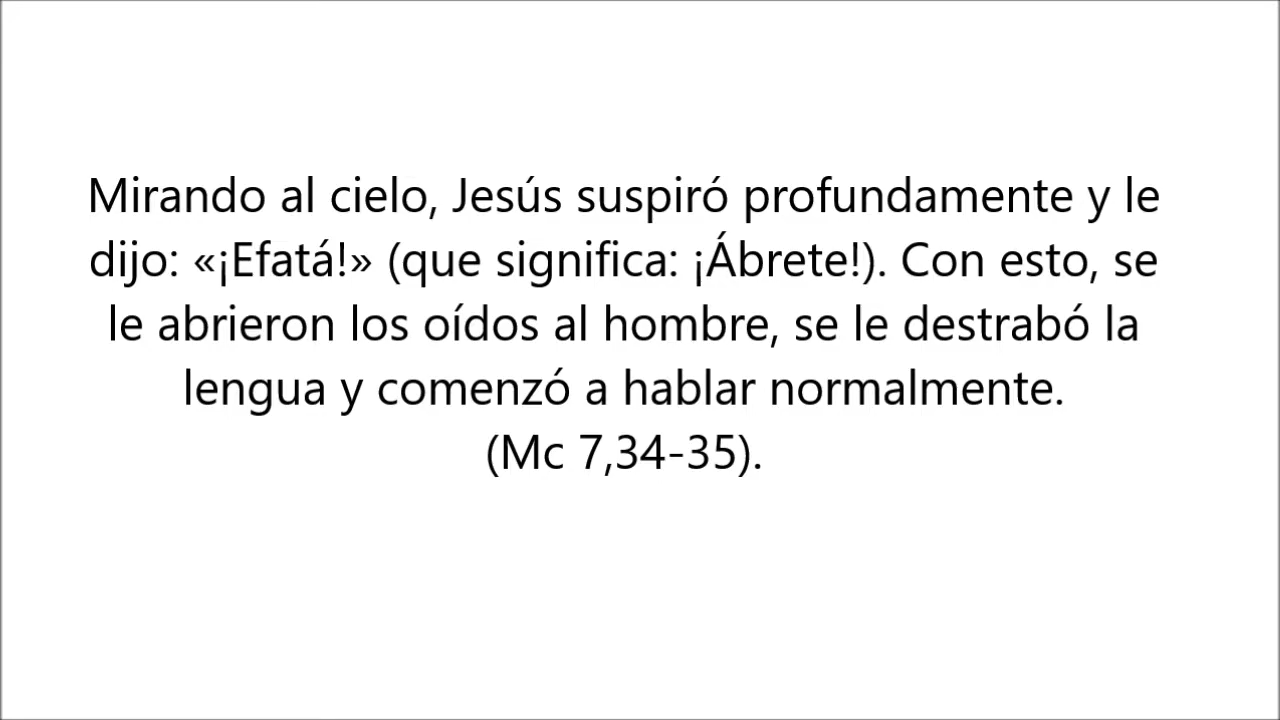 Mirando al cielo, Jesús suspiró profundamente y le
dijo: «¡Efatá!» (que significa: ¡Ábrete!). Con esto, se
le abrieron los oídos al hombre, se le destrabó la
lengua y comenzó a hablar normalmente.
(Mc 7,34-35).